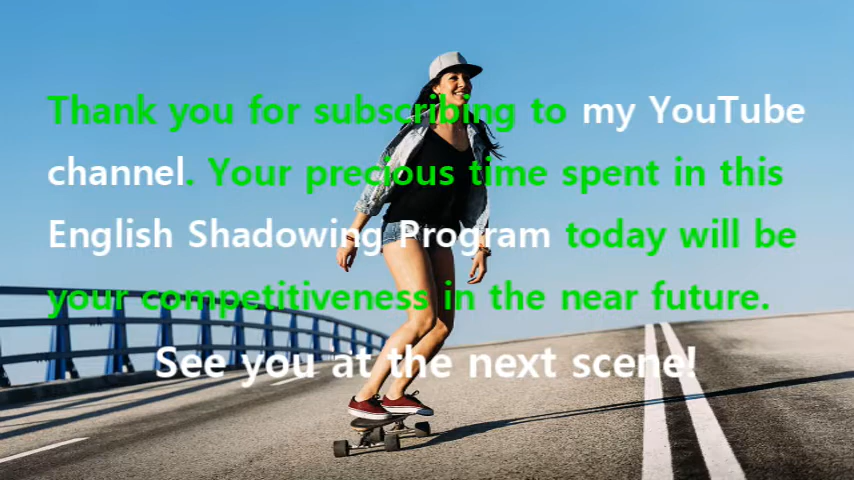 Thank you for subscribing to my YouTube
channel. Your precious time spent in this
English Shadowing Program today will be
your competitiveness in the near future.
See you at the next scene!